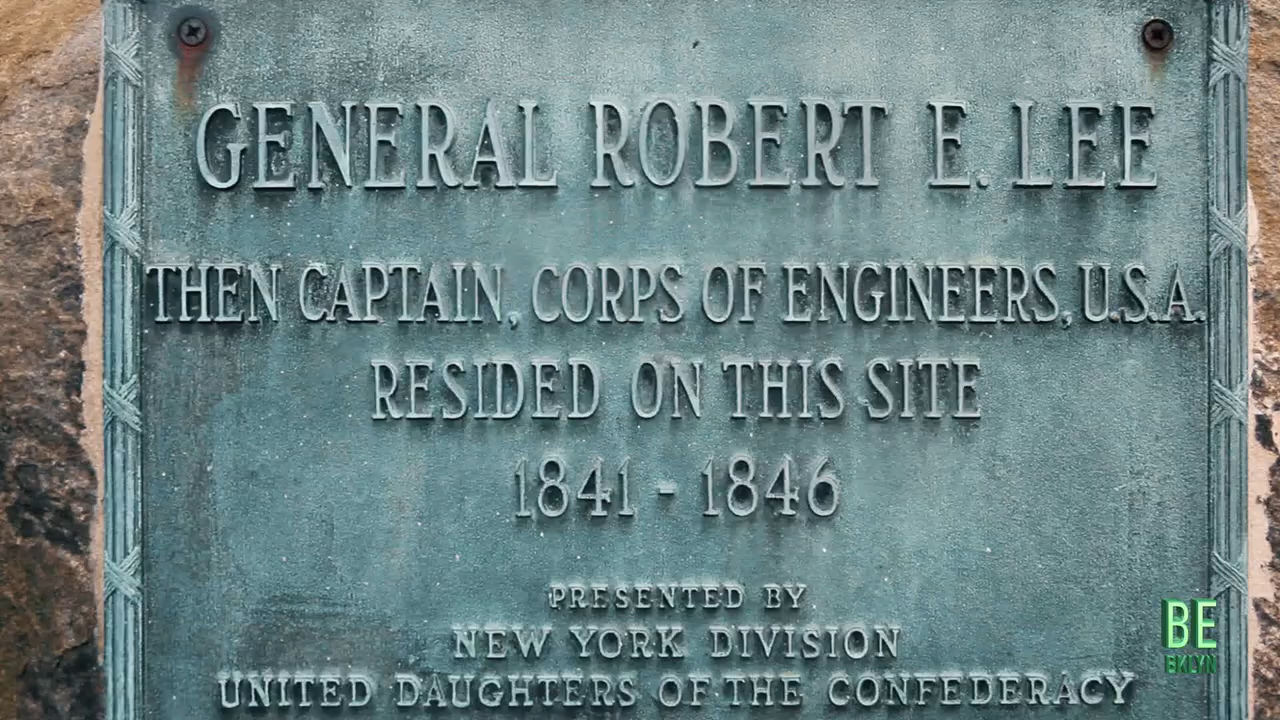 GENERAL ROBERT E. LEE
THEN CAPTAIN, CORPS OF ENGINEERS, U.S.A.
RESIDED ON THIS SITE
1841 - 1846
PRESENTED BY
NEW YORK DIVISION
UNITED DAUGHTERS OF THE CONFEDERACY
BE
BKLYN